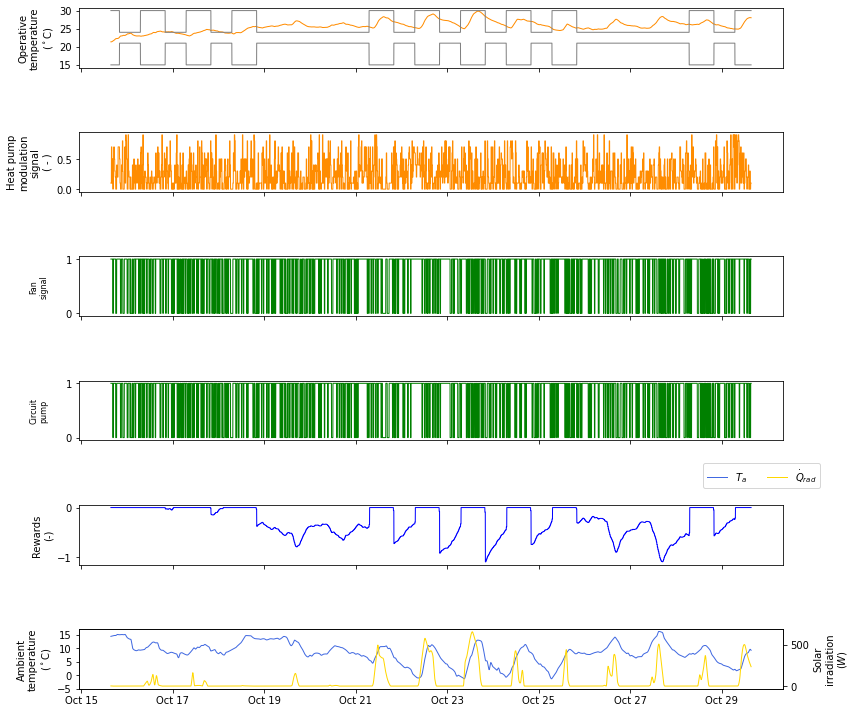 Operative
temperature
(°C)
30
25
20
15
Heat pump
modulation
signal
( - )
0.5
0.0
Fan
signal
1
0
Circuit
pump
1
0
T_a
Q̇_rad
Rewards
(-)
0
−1
Ambient
temperature
(°C)
15
10
5
0
−5
500
0
Solar
irradiation
(W)
Oct 15 Oct 17 Oct 19 Oct 21 Oct 23 Oct 25 Oct 27 Oct 29